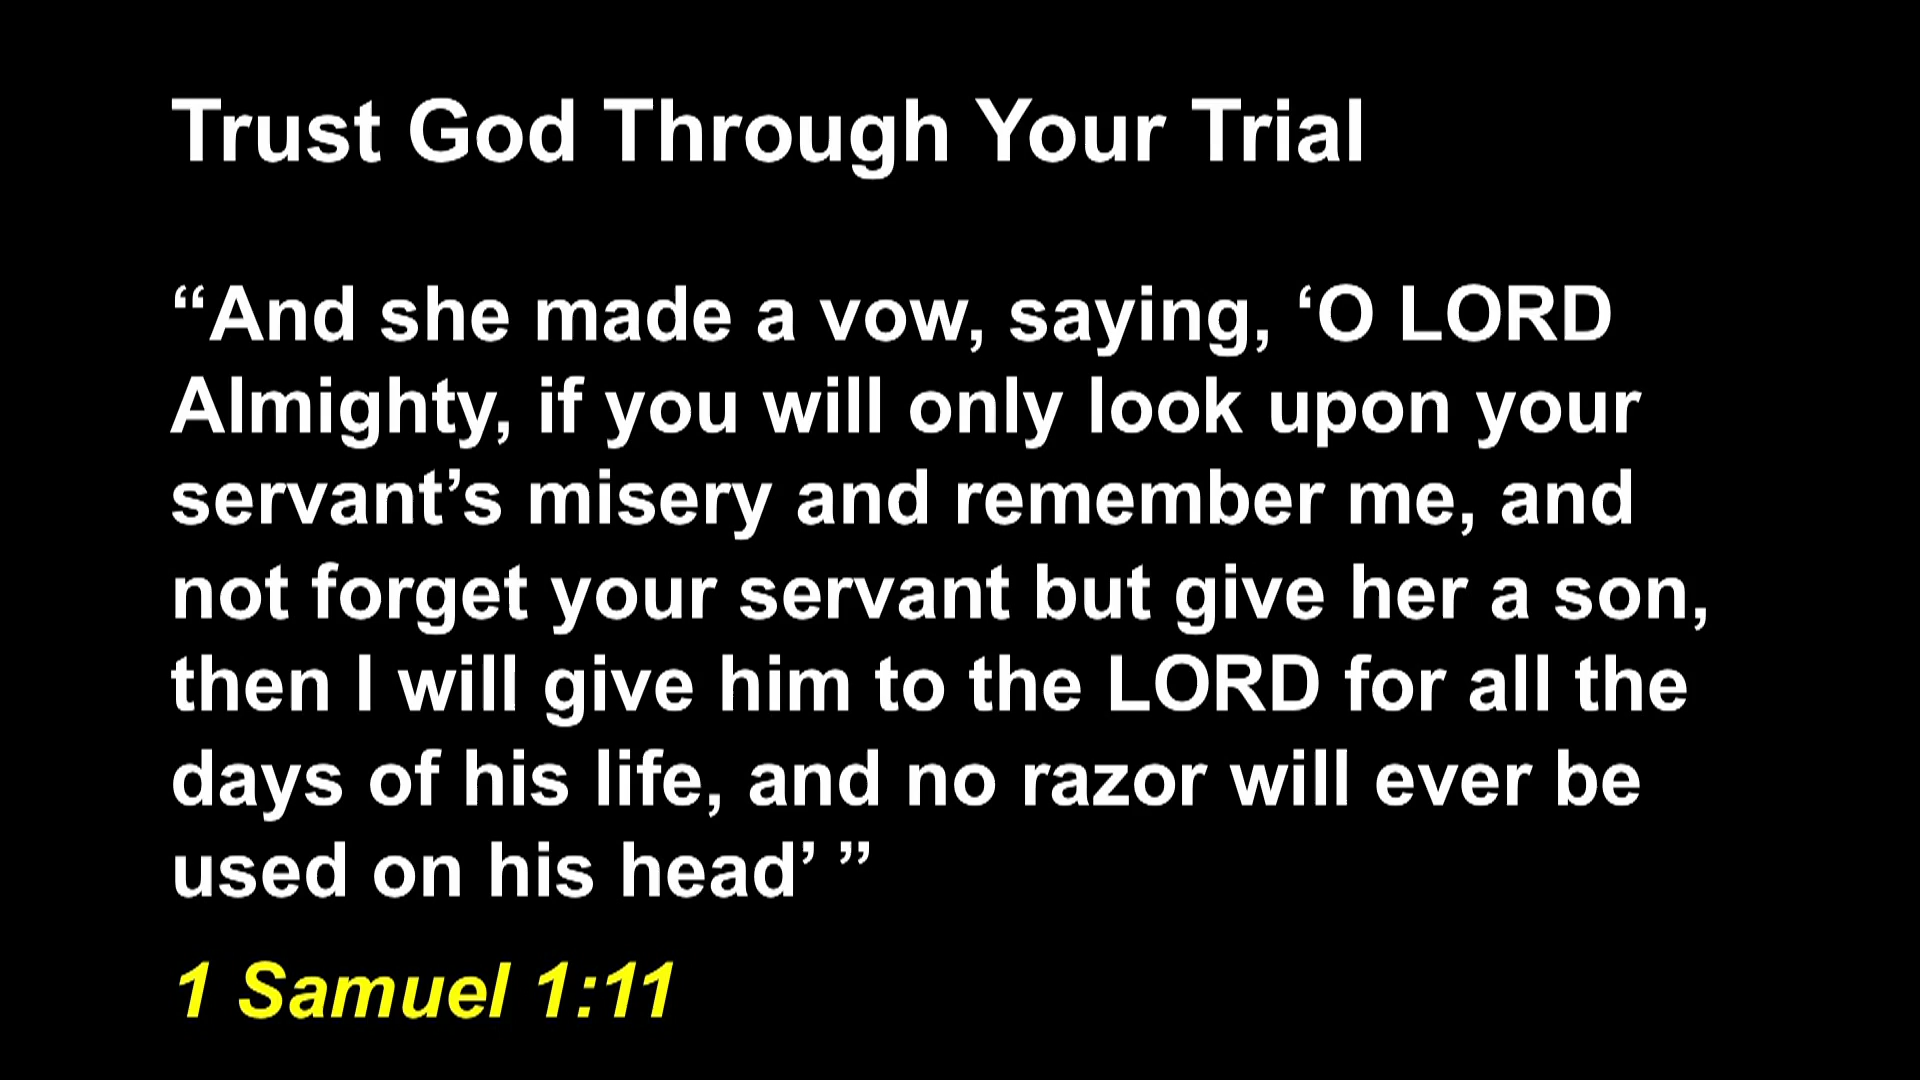 Trust God Through Your Trial
“And she made a vow, saying, ‘O LORD
Almighty, if you will only look upon your
servant’s misery and remember me, and
not forget your servant but give her a son,
then I will give him to the LORD for all the
days of his life, and no razor will ever be
used on his head’ ”
1 Samuel 1:11